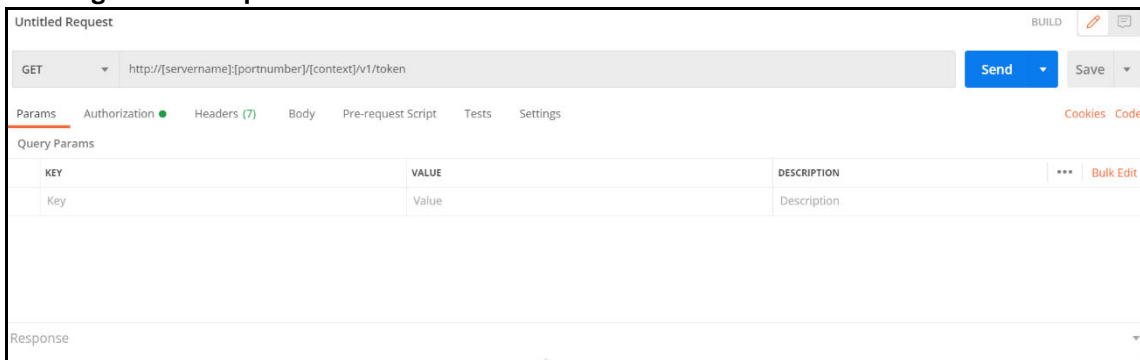 Untitled Request BUILD
GET http://[servername]:[portnumber]/[context]/v1/token Send Save
Params Authorization Headers (7) Body Pre-request Script Tests Settings Cookies Code
Query Params
KEY VALUE DESCRIPTION ••• Bulk Edit
Key Value Description
Response